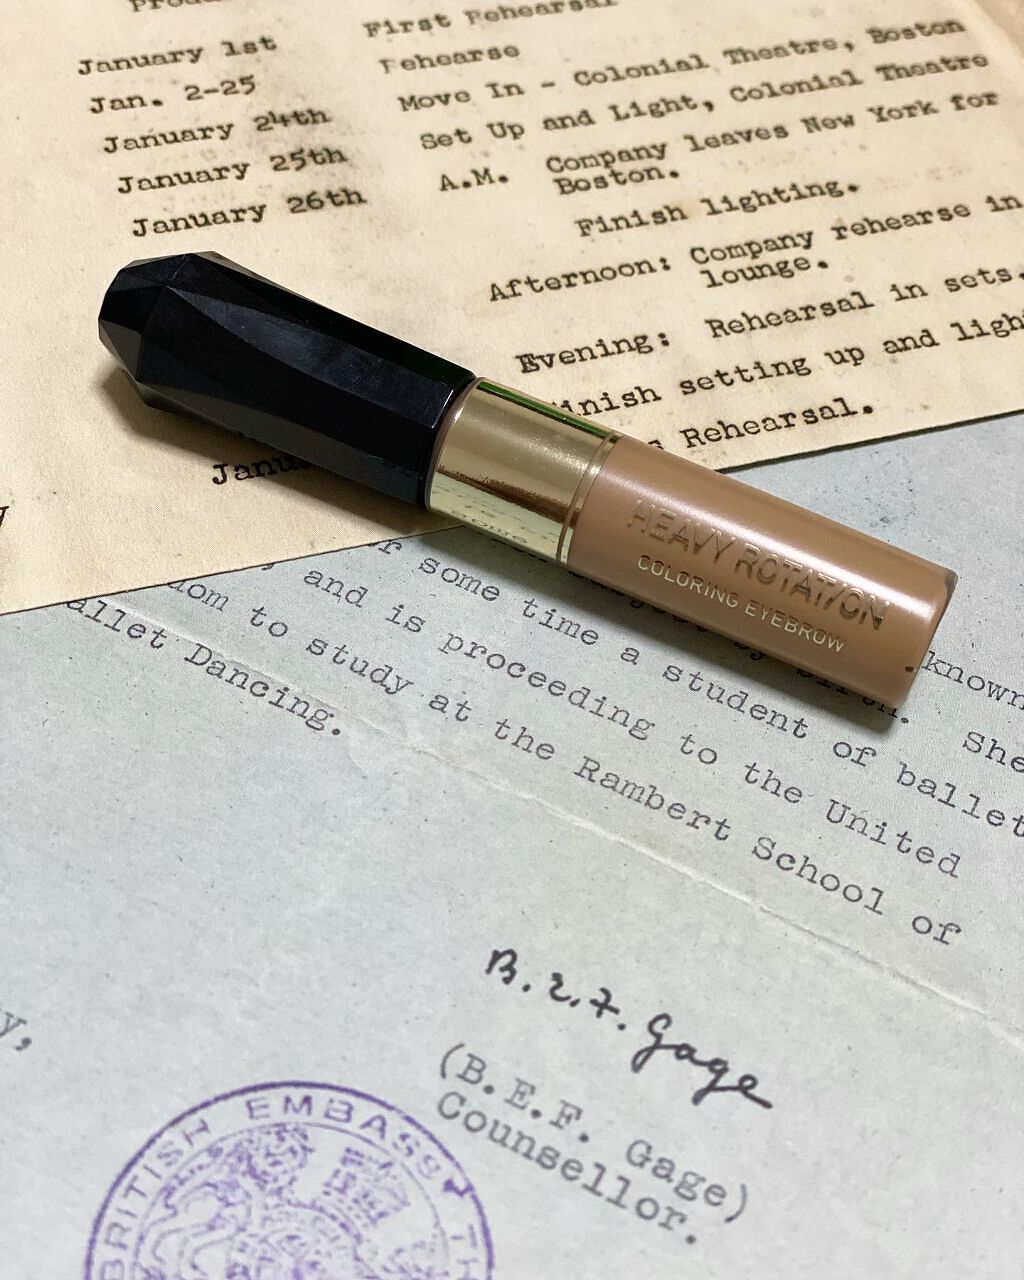 First Rehearsal
January 1st Rehearse
Jan. 2-25 Move In - Colonial Theatre, Boston
January 24th Set Up and Light, Colonial Theatre
January 25th A.M. Company leaves New York for
Boston.
January 26th Finish lighting.
Afternoon: Company rehearse in
lounge.
Evening: Rehearsal in sets.
Finish setting up and
Rehearsal.
HEAVY ROTATION
COLORING EYEBROW
some time a student of ballet
known
She
and is proceeding to the United
to study at the Rambert School of
Ballet Dancing.
B.E.F. Gage
(B.E.F. Gage)
Counsellor.
BRITISH EMBASSY